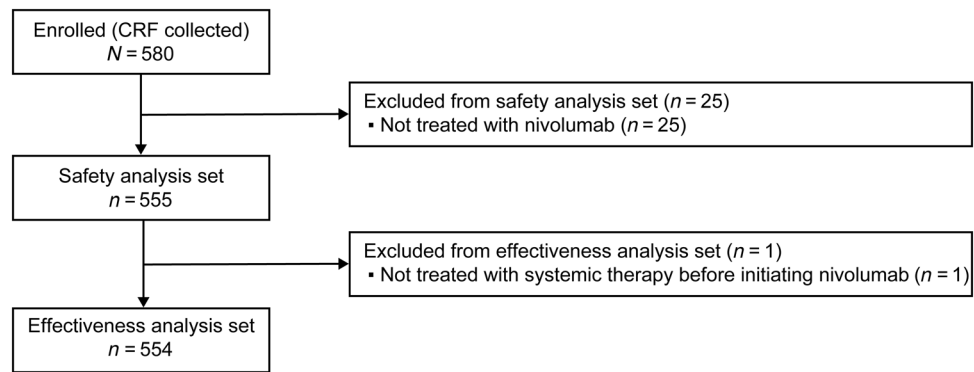 Enrolled (CRF collected)
N = 580
Excluded from safety analysis set (n = 25)
▪ Not treated with nivolumab (n = 25)
Safety analysis set
n = 555
Excluded from effectiveness analysis set (n = 1)
▪ Not treated with systemic therapy before initiating nivolumab (n = 1)
Effectiveness analysis set
n = 554